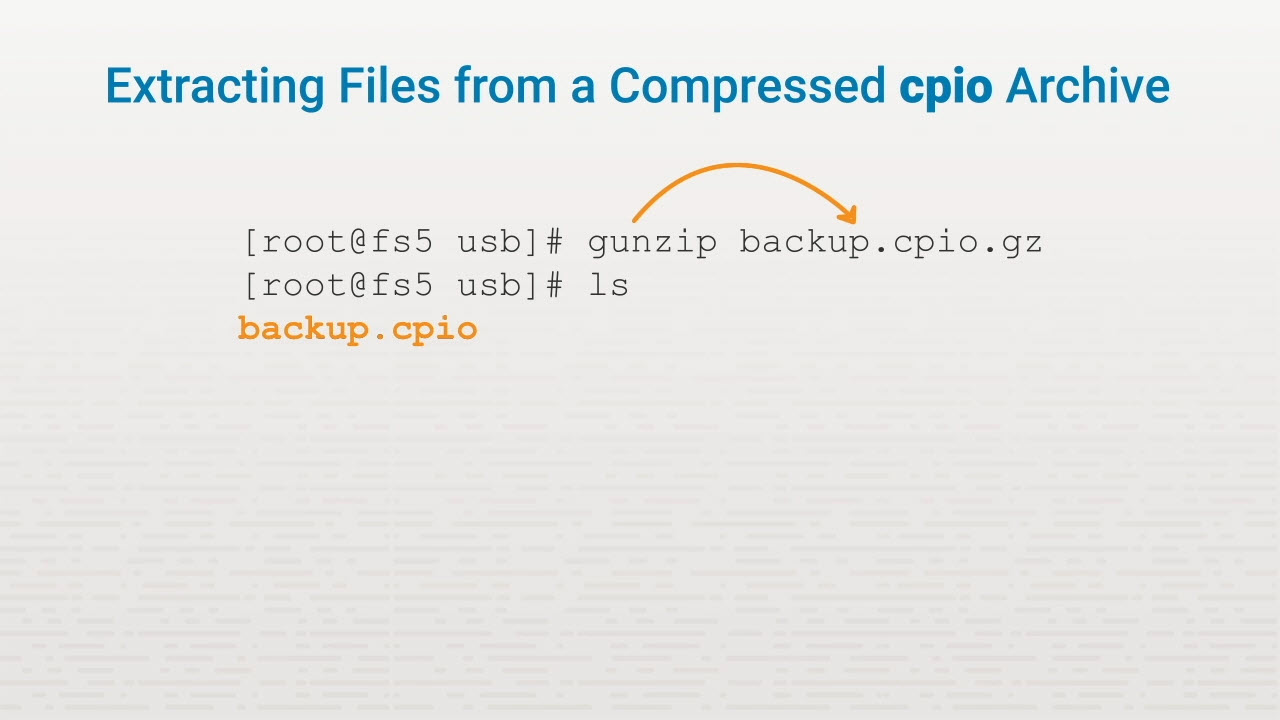 Extracting Files from a Compressed cpio Archive
[root@fs5 usb]# gunzip backup.cpio.gz
[root@fs5 usb]# ls
backup.cpio